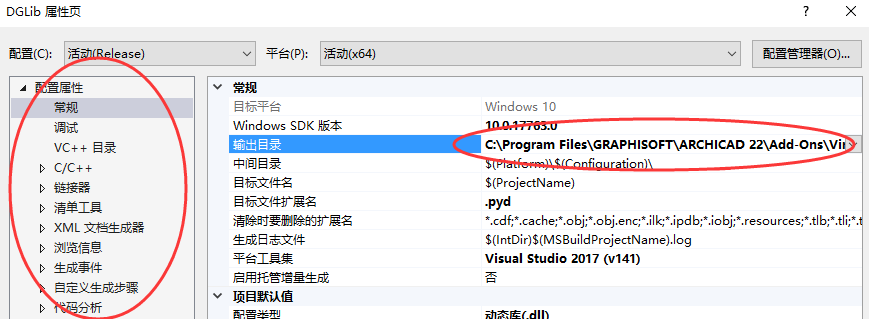 DGLib 属性页
配置(C): 活动(Release) 平台(P): 活动(x64) 配置管理器(O)...
配置属性
常规
调试
VC++ 目录
C/C++
链接器
清单工具
XML 文档生成器
浏览信息
生成事件
自定义生成步骤
代码分析
常规
目标平台 Windows 10
Windows SDK 版本 10.0.17763.0
输出目录 C:\Program Files\GRAPHISOFT\ARCHICAD 22\Add-Ons\Vir
中间目录 $(Platform)\$(Configuration)\
目标文件名 $(ProjectName)
目标文件扩展名 .pyd
清除时要删除的扩展名 *.cdf;*.cache;*.obj;*.obj.enc;*.ilk;*.ipdb;*.iobj;*.resources;*.tlb;*.tli;*.t
生成日志文件 $(IntDir)$(MSBuildProjectName).log
平台工具集 Visual Studio 2017 (v141)
启用托管增量生成 否
项目默认值
配置类型 动态库(.dll)